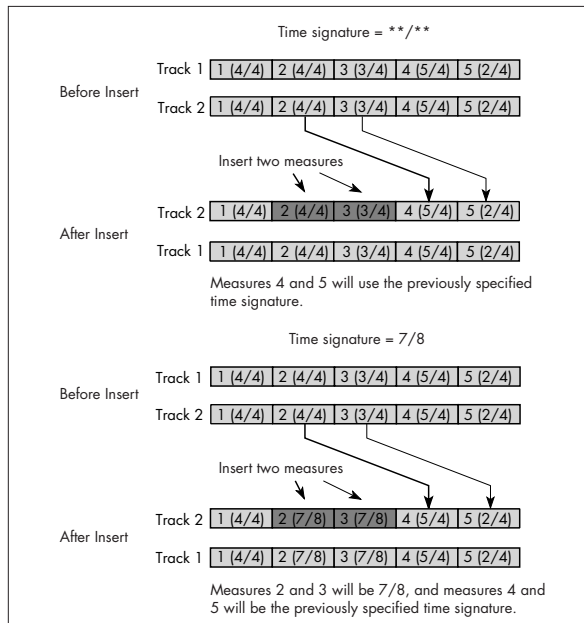 Time signature = **/**
Track 1 1 (4/4) 2 (4/4) 3 (3/4) 4 (5/4) 5 (2/4)
Before Insert
Track 2 1 (4/4) 2 (4/4) 3 (3/4) 4 (5/4) 5 (2/4)
Insert two measures
Track 2 1 (4/4) 2 (4/4) 3 (3/4) 4 (5/4) 5 (2/4)
After Insert
Track 1 1 (4/4) 2 (4/4) 3 (3/4) 4 (5/4) 5 (2/4)
Measures 4 and 5 will use the previously specified
time signature.
Time signature = 7/8
Track 1 1 (4/4) 2 (4/4) 3 (3/4) 4 (5/4) 5 (2/4)
Before Insert
Track 2 1 (4/4) 2 (4/4) 3 (3/4) 4 (5/4) 5 (2/4)
Insert two measures
Track 2 1 (4/4) 2 (7/8) 3 (7/8) 4 (5/4) 5 (2/4)
After Insert
Track 1 1 (4/4) 2 (7/8) 3 (7/8) 4 (5/4) 5 (2/4)
Measures 2 and 3 will be 7/8, and measures 4 and
5 will be the previously specified time signature.